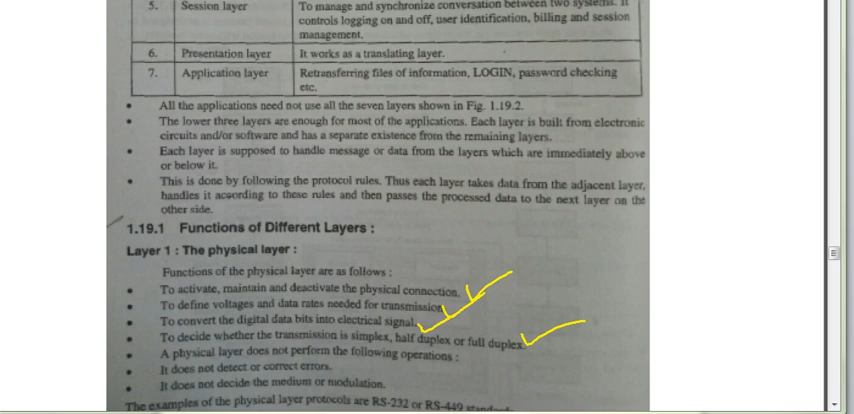 5. Session layer To manage and synchronize conversation between two systems. It
controls logging on and off, user identification, billing and session
management.
6. Presentation layer It works as a translating layer.
7. Application layer Retransferring files of information, LOGIN, password checking
etc.
• All the applications need not use all the seven layers shown in Fig. 1.19.2.
• The lower three layers are enough for most of the applications. Each layer is built from electronic
circuits and/or software and has a separate existence from the remaining layers.
• Each layer is supposed to handle message or data from the layers which are immediately above
or below it.
• This is done by following the protocol rules. Thus each layer takes data from the adjacent layer,
handles it according to these rules and then passes the processed data to the next layer on the
other side.
1.19.1 Functions of Different Layers :
Layer 1 : The physical layer :
Functions of the physical layer are as follows :
• To activate, maintain and deactivate the physical connection.
• To define voltages and data rates needed for transmission.
• To convert the digital data bits into electrical signal.
• To decide whether the transmission is simplex, half duplex or full duplex.
• A physical layer does not perform the following operations :
• It does not detect or correct errors.
• It does not decide the medium or modulation.
The examples of the physical layer protocols are RS-232 or RS-449